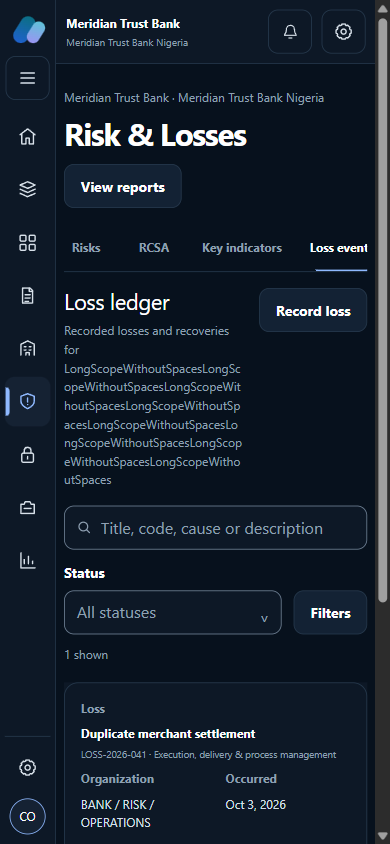 Meridian Trust Bank
Meridian Trust Bank Nigeria
Meridian Trust Bank · Meridian Trust Bank Nigeria
Risk & Losses
View reports
Risks
RCSA
Key indicators
Loss event
Loss ledger
Record loss
Recorded losses and recoveries
for
LongScopeWithoutSpacesLongSc
opeWithoutSpacesLongScopeWit
houtSpacesLongScopeWithoutSp
acesLongScopeWithoutSpacesLo
ngScopeWithoutSpacesLongScop
eWithoutSpacesLongScopeWitho
utSpaces
Title, code, cause or description
Status
All statuses
Filters
1 shown
Loss
Duplicate merchant settlement
LOSS-2026-041 · Execution, delivery & process management
Organization
Occurred
BANK / RISK /
OPERATIONS
Oct 3, 2026
CO